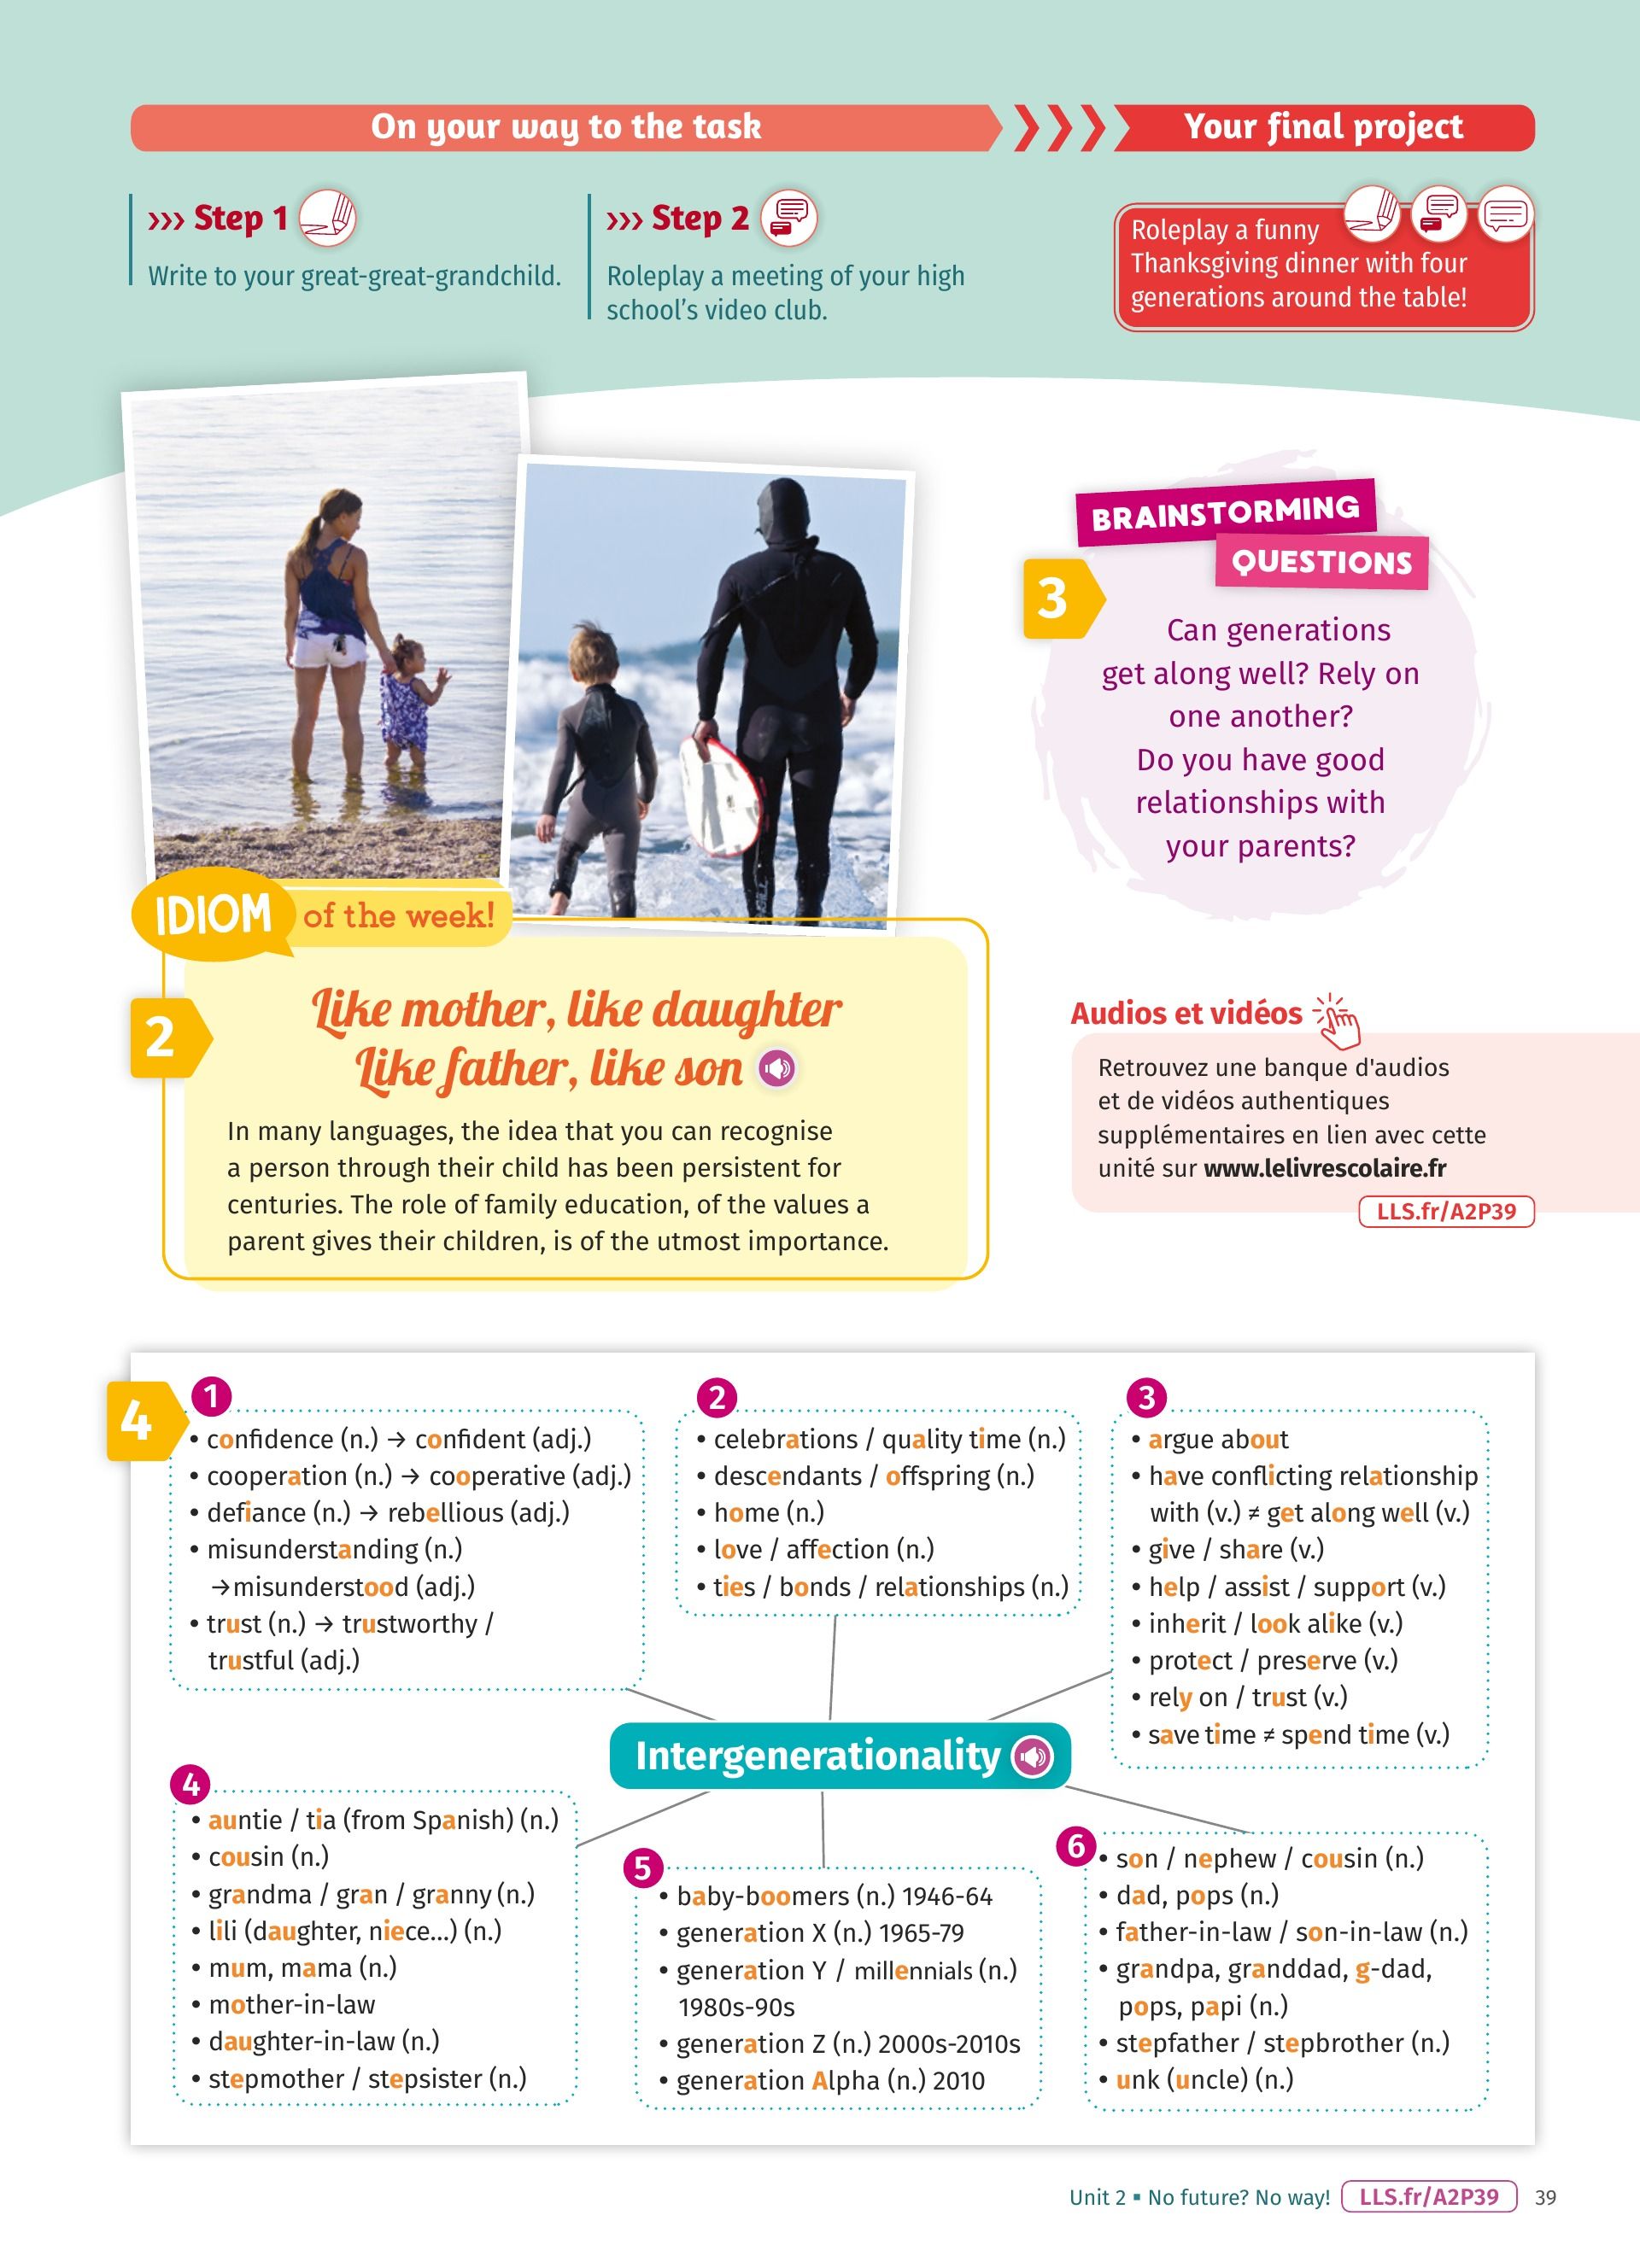 On your way to the task
Your final project
››› Step 1
Write to your great-great-grandchild.
››› Step 2
Roleplay a meeting of your high
school's video club.
Roleplay a funny
Thanksgiving dinner with four
generations around the table!
BRAINSTORMING
QUESTIONS
3
Can generations
get along well? Rely on
one another?
Do you have good
relationships with
your parents?
IDIOM of the week!
2
Like mother, like daughter
Like father, like son
In many languages, the idea that you can recognise
a person through their child has been persistent for
centuries. The role of family education, of the values a
parent gives their children, is of the utmost importance.
Audios et vidéos
Retrouvez une banque d'audios
et de vidéos authentiques
supplémentaires en lien avec cette
unité sur www.lelivrescolaire.fr
LLS.fr/A2P39
4
1
• confidence (n.) → confident (adj.)
• cooperation (n.) → cooperative (adj.)
• defiance (n.) → rebellious (adj.)
• misunderstanding (n.)
→misunderstood (adj.)
• trust (n.) → trustworthy /
trustful (adj.)
2
• celebrations / quality time (n.)
• descendants / offspring (n.)
• home (n.)
• love / affection (n.)
• ties / bonds / relationships (n.)
3
• argue about
• have conflicting relationship
with (v.) ≠ get along well (v.)
• give / share (v.)
• help / assist / support (v.)
• inherit / look alike (v.)
• protect / preserve (v.)
• rely on / trust (v.)
• save time ≠ spend time (v.)
Intergenerationality
4
• auntie / tia (from Spanish) (n.)
• cousin (n.)
• grandma / gran / granny (n.)
• lili (daughter, niece...) (n.)
• mum, mama (n.)
• mother-in-law
• daughter-in-law (n.)
• stepmother / stepsister (n.)
5
• baby-boomers (n.) 1946-64
• generation X (n.) 1965-79
• generation Y / millennials (n.)
1980s-90s
• generation Z (n.) 2000s-2010s
• generation Alpha (n.) 2010
6
• son / nephew / cousin (n.)
• dad, pops (n.)
• father-in-law / son-in-law (n.)
• grandpa, granddad, g-dad,
pops, papi (n.)
• stepfather / stepbrother (n.)
• unk (uncle) (n.)
Unit 2 ▪ No future? No way!
LLS.fr/A2P39
39